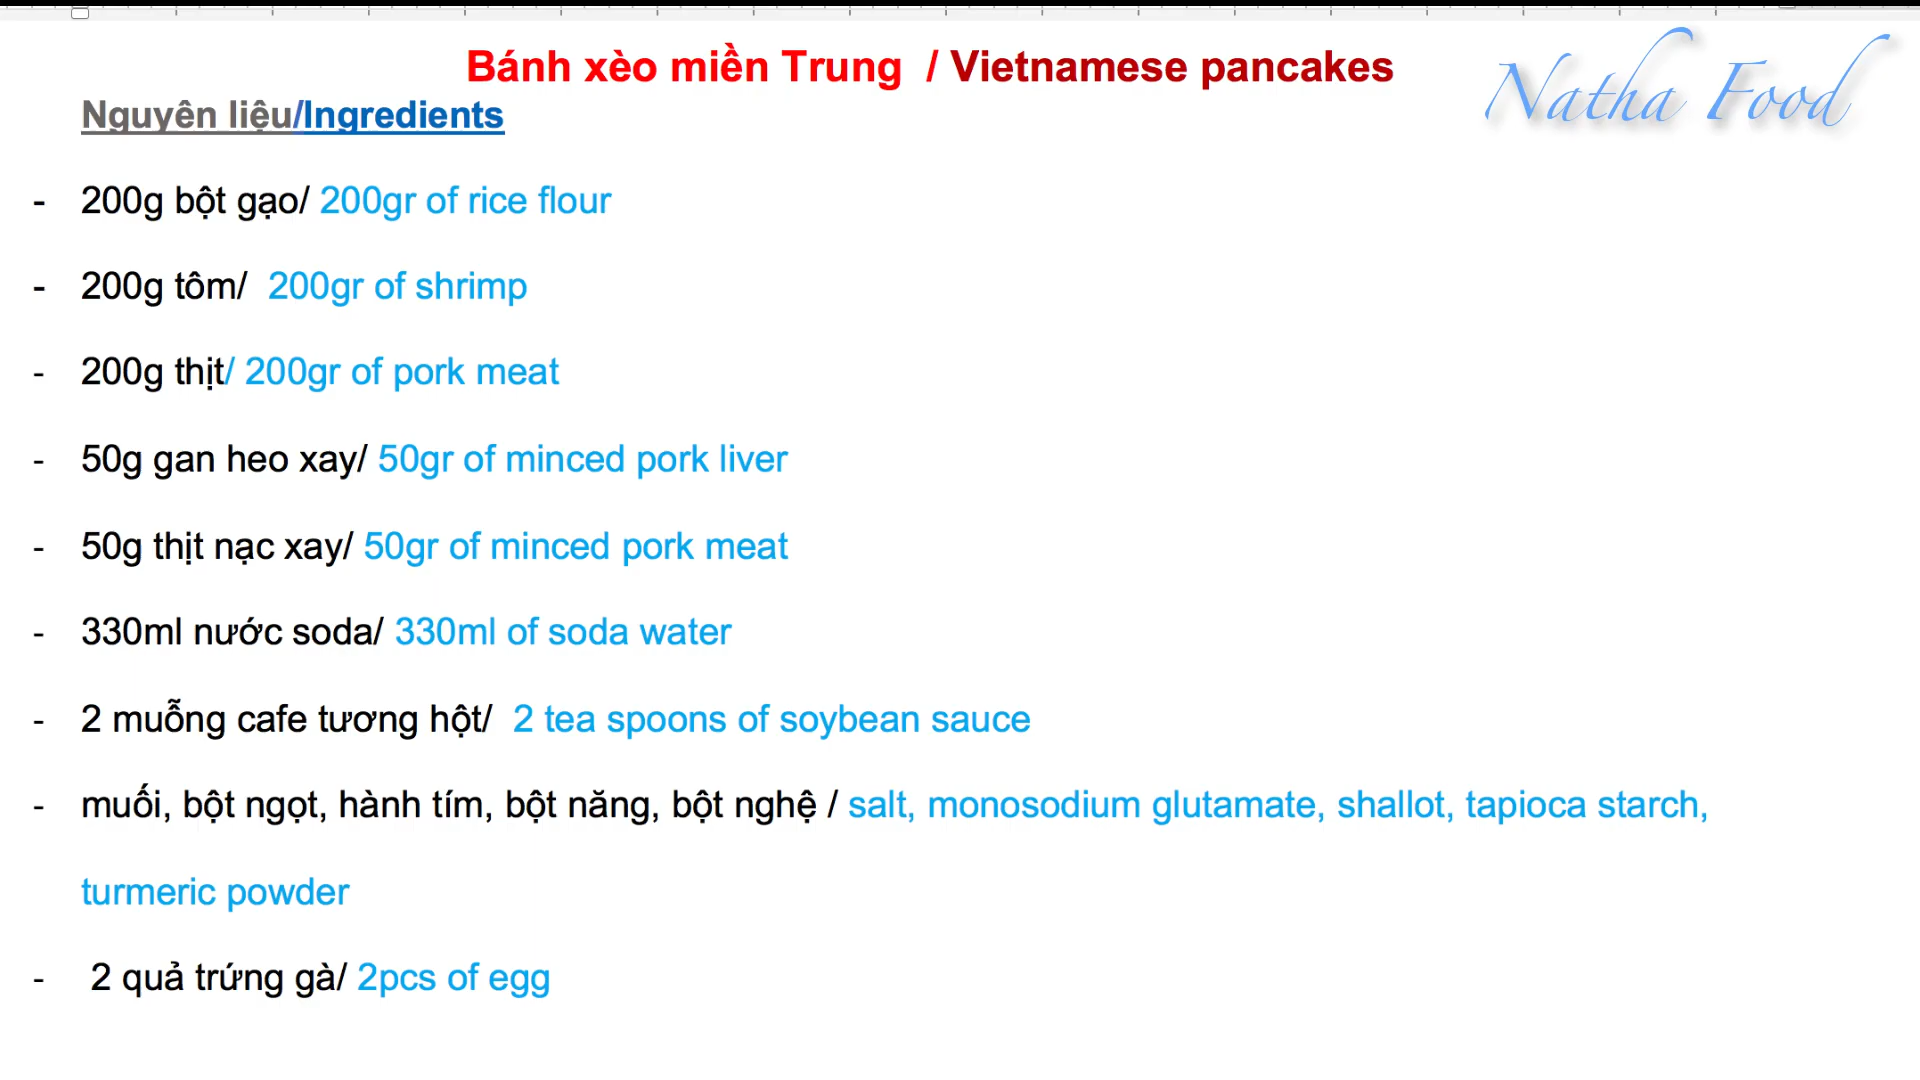 Bánh xèo miền Trung / Vietnamese pancakes
Natha Food
Nguyên liệu/Ingredients
- 200g bột gạo/ 200gr of rice flour
- 200g tôm/ 200gr of shrimp
- 200g thịt/ 200gr of pork meat
- 50g gan heo xay/ 50gr of minced pork liver
- 50g thịt nạc xay/ 50gr of minced pork meat
- 330ml nước soda/ 330ml of soda water
- 2 muỗng cafe tương hột/ 2 tea spoons of soybean sauce
- muối, bột ngọt, hành tím, bột năng, bột nghệ / salt, monosodium glutamate, shallot, tapioca starch,
turmeric powder
- 2 quả trứng gà/ 2pcs of egg